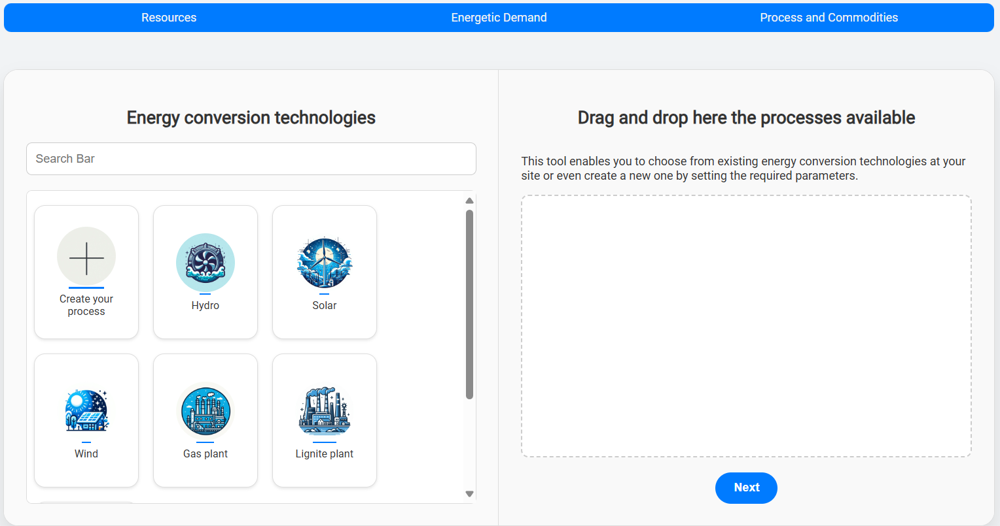 Resources
Energetic Demand
Process and Commodities
Energy conversion technologies
Search Bar
Create your
process
Hydro
Solar
Wind
Gas plant
Lignite plant
Drag and drop here the processes available
This tool enables you to choose from existing energy conversion technologies at your
site or even create a new one by setting the required parameters.
Next